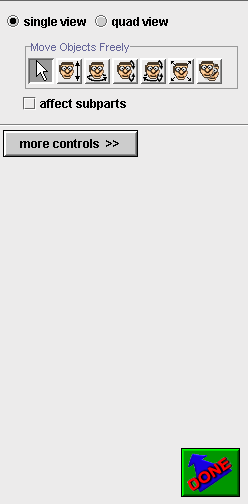 single view quad view
Move Objects Freely
affect subparts
more controls >>
DONE